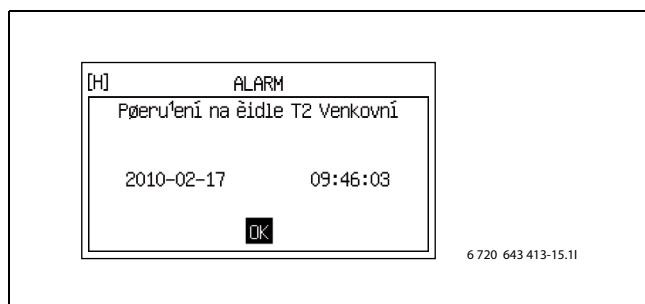 [H] ALARM
Pøeru¹ení na èidle T2 Venkovní
2010-02-17 09:46:03
OK
6 720 643 413-15.1I